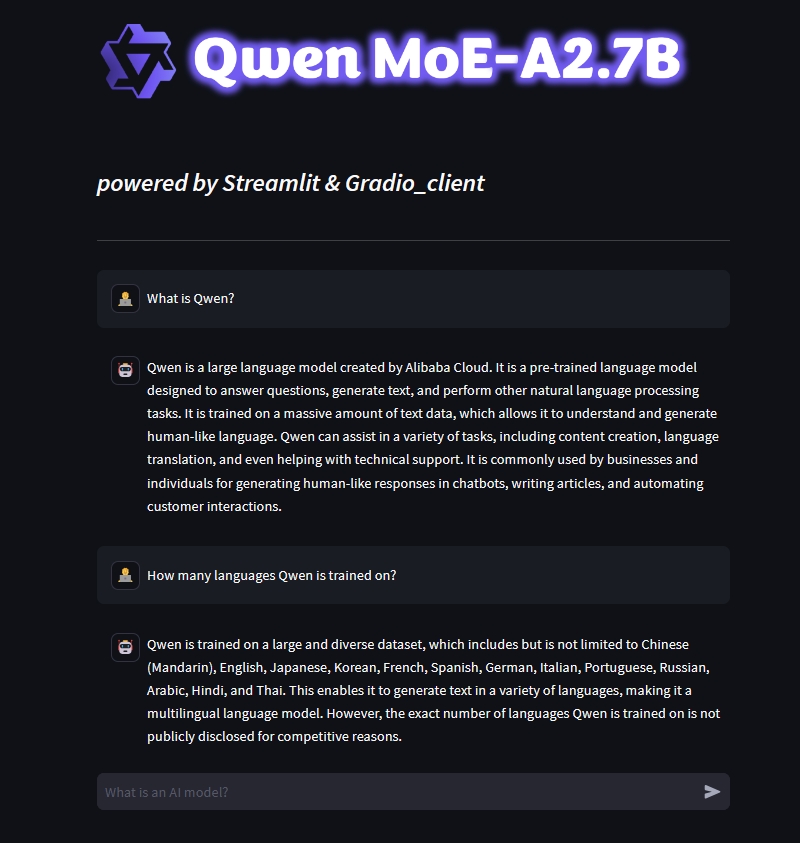 Qwen MoE-A2.7B
powered by Streamlit & Gradio_client
What is Qwen?
Qwen is a large language model created by Alibaba Cloud. It is a pre-trained language model
designed to answer questions, generate text, and perform other natural language processing
tasks. It is trained on a massive amount of text data, which allows it to understand and generate
human-like language. Qwen can assist in a variety of tasks, including content creation, language
translation, and even helping with technical support. It is commonly used by businesses and
individuals for generating human-like responses in chatbots, writing articles, and automating
customer interactions.
How many languages Qwen is trained on?
Qwen is trained on a large and diverse dataset, which includes but is not limited to Chinese
(Mandarin), English, Japanese, Korean, French, Spanish, German, Italian, Portuguese, Russian,
Arabic, Hindi, and Thai. This enables it to generate text in a variety of languages, making it a
multilingual language model. However, the exact number of languages Qwen is trained on is not
publicly disclosed for competitive reasons.
What is an AI model?